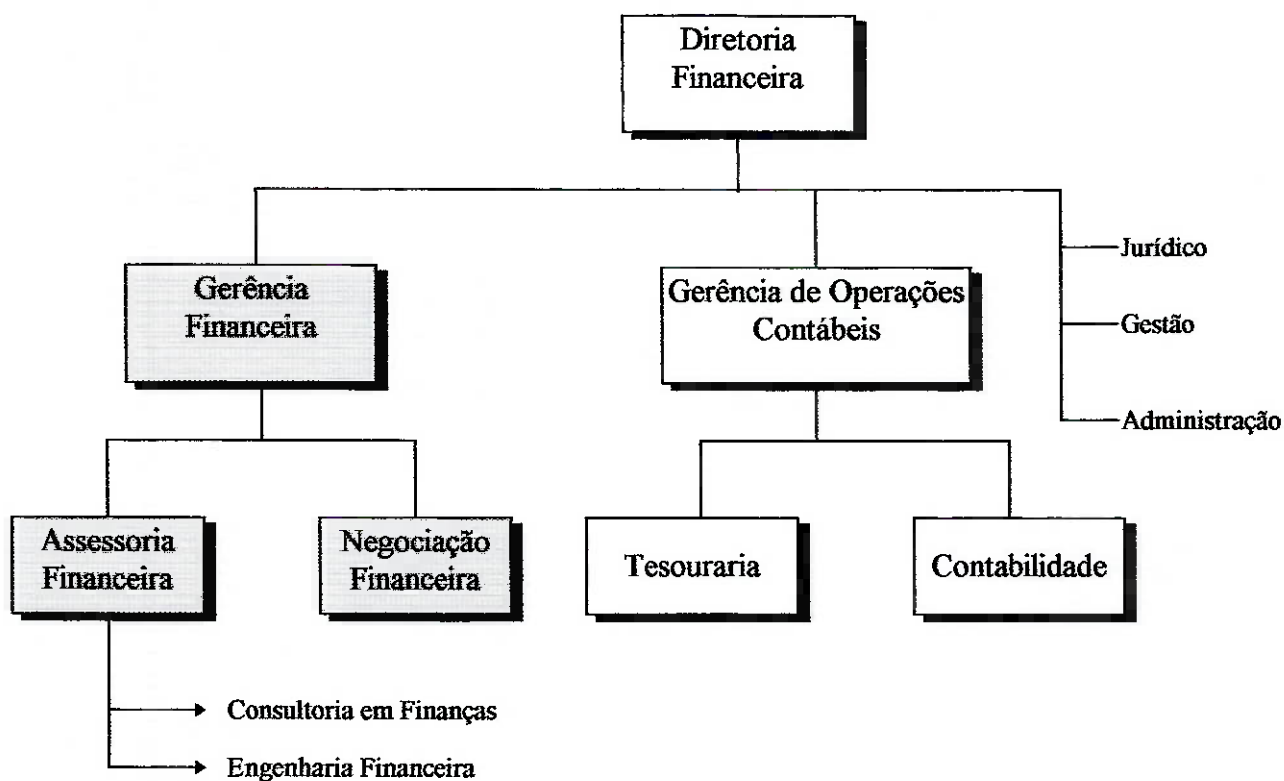 Diretoria
Financeira
Gerência
Financeira
Gerência de Operações
Contábeis
Jurídico
Gestão
Administração
Assessoria
Financeira
Negociação
Financeira
Tesouraria
Contabilidade
Consultoria em Finanças
Engenharia Financeira